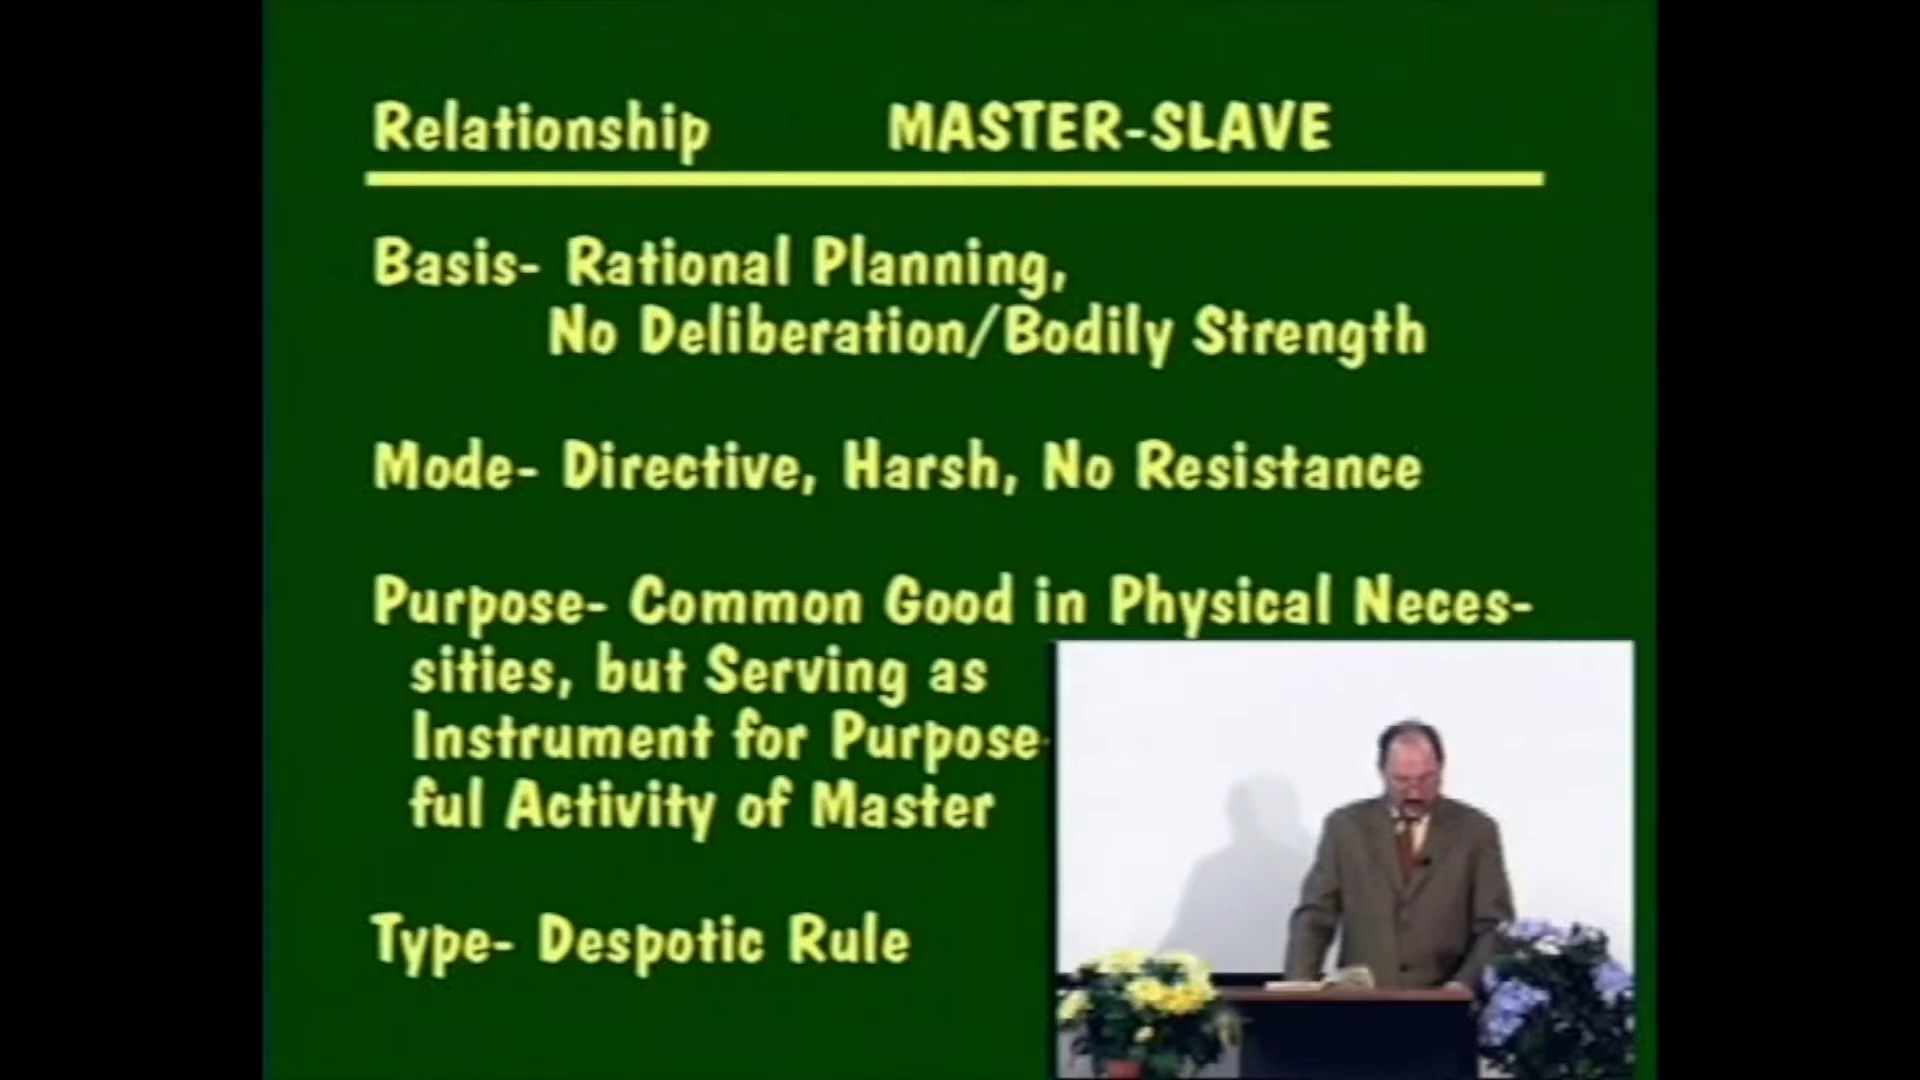 Relationship MASTER-SLAVE
Basis- Rational Planning,
No Deliberation/Bodily Strength
Mode- Directive, Harsh, No Resistance
Purpose- Common Good in Physical Neces-
sities, but Serving as
Instrument for Purpose-
ful Activity of Master
Type- Despotic Rule